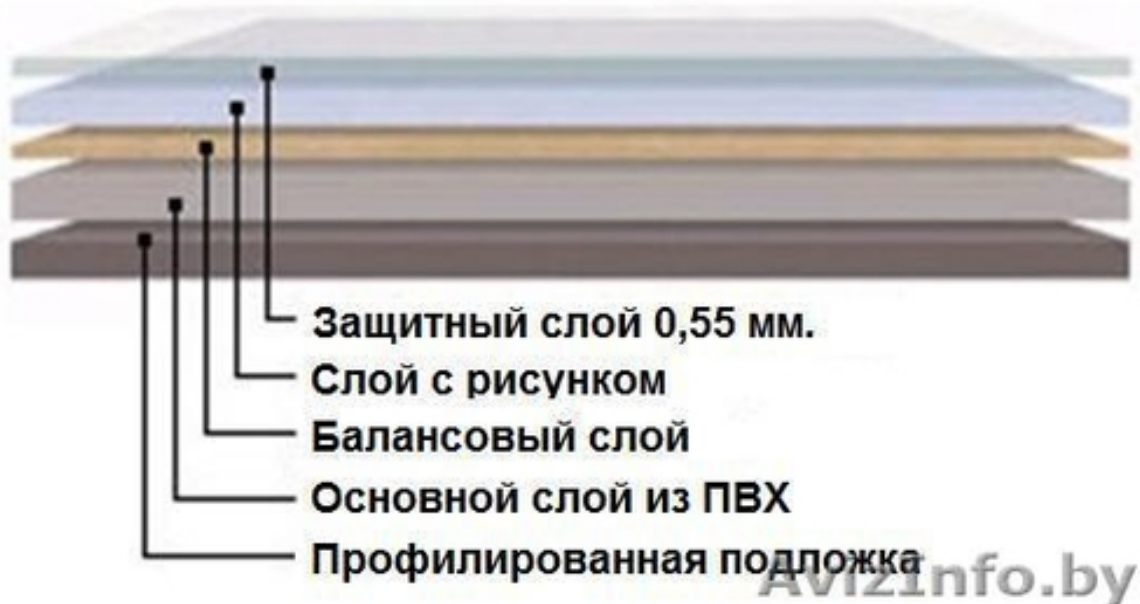 Защитный слой 0,55 мм.
Слой с рисунком
Балансовый слой
Основной слой из ПВХ
Профилированная подложка
AvizInfo.by